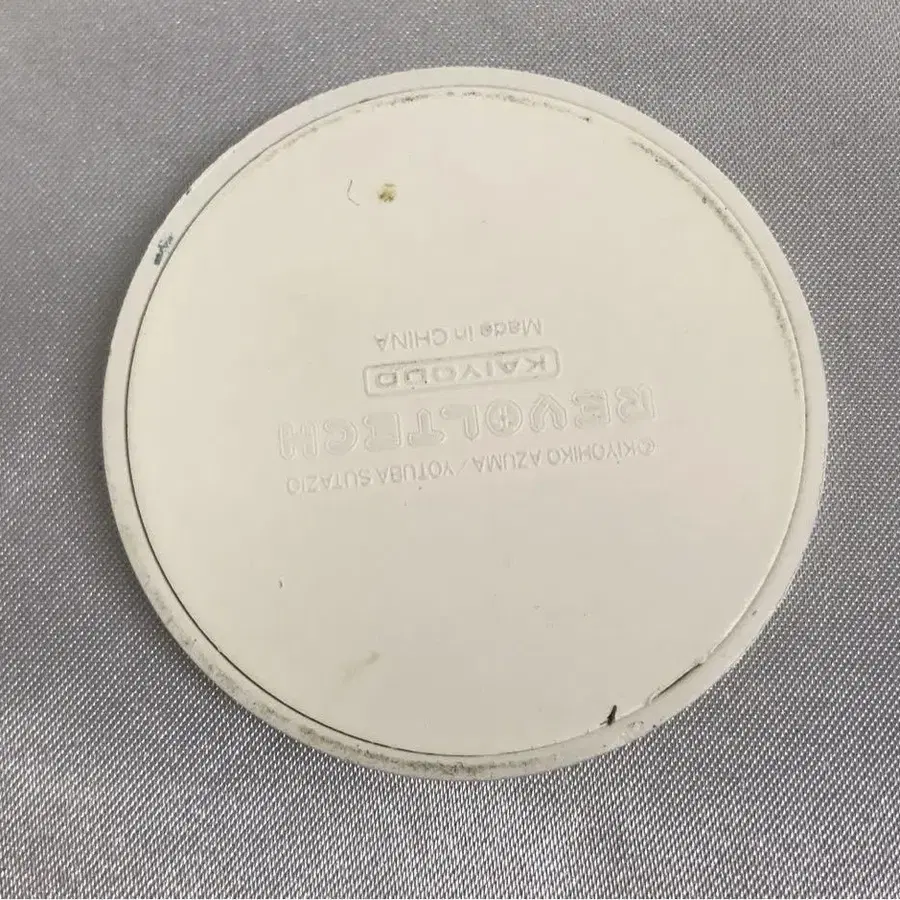 ©KIYOHIKO AZUMA / YOTUBA SUTAZIO
REVOLTECH
KAIYODO
Made in CHINA